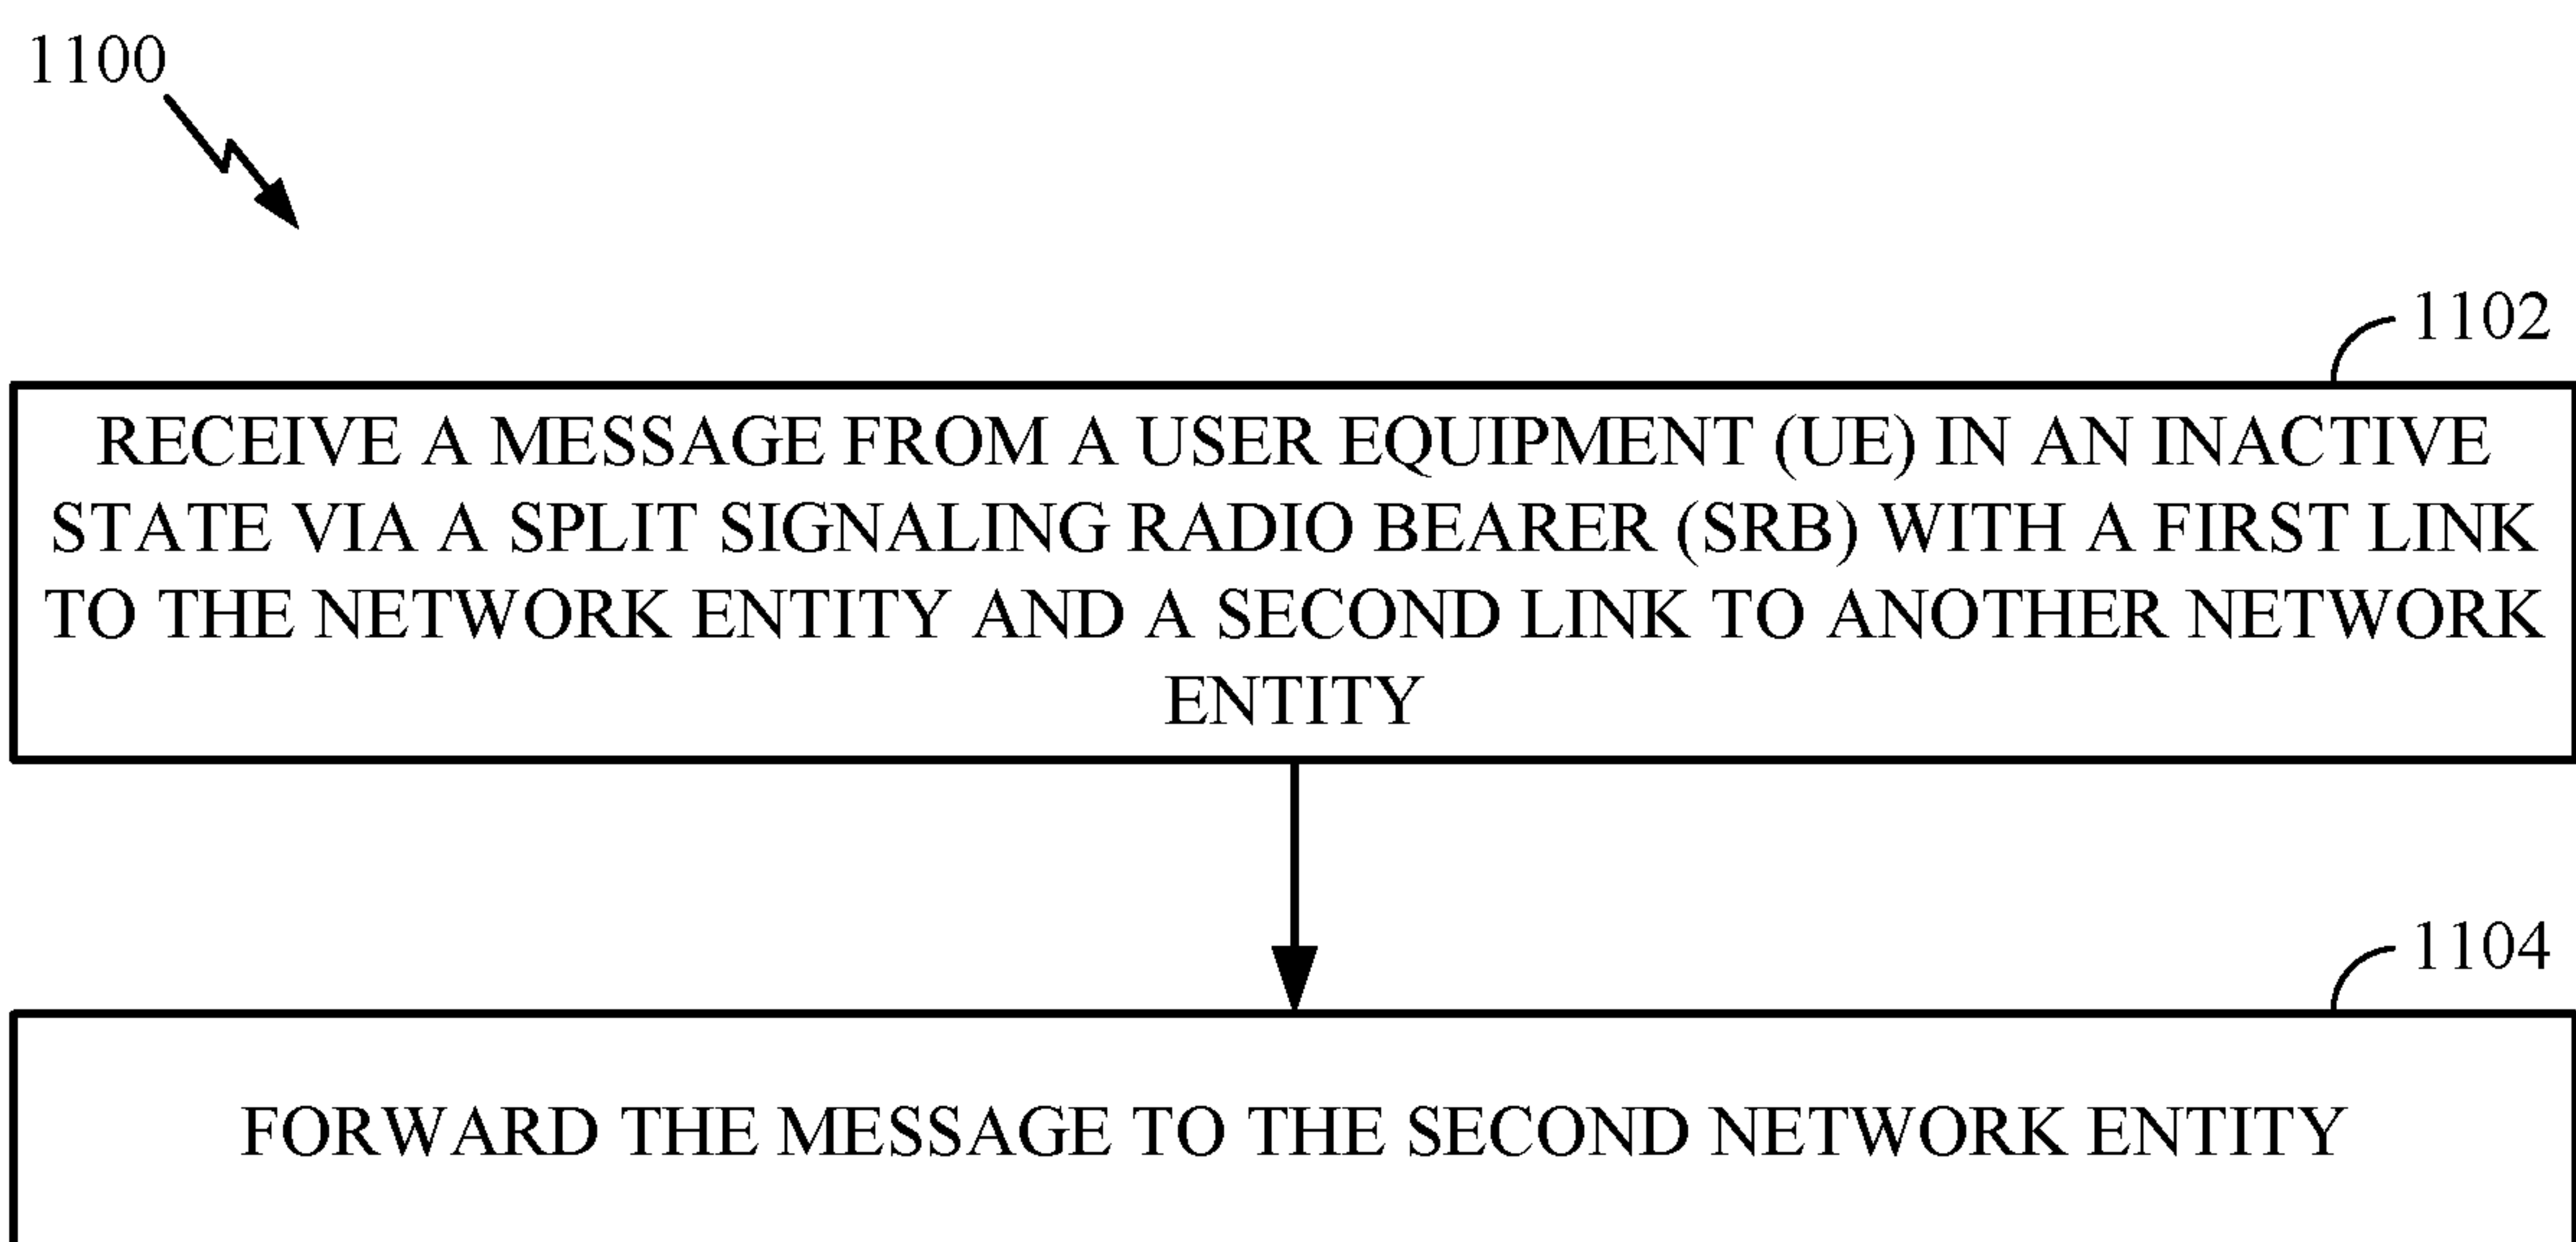 1100
1102
RECEIVE A MESSAGE FROM A USER EQUIPMENT (UE) IN AN INACTIVE
STATE VIA A SPLIT SIGNALING RADIO BEARER (SRB) WITH A FIRST LINK
TO THE NETWORK ENTITY AND A SECOND LINK TO ANOTHER NETWORK
ENTITY
1104
FORWARD THE MESSAGE TO THE SECOND NETWORK ENTITY